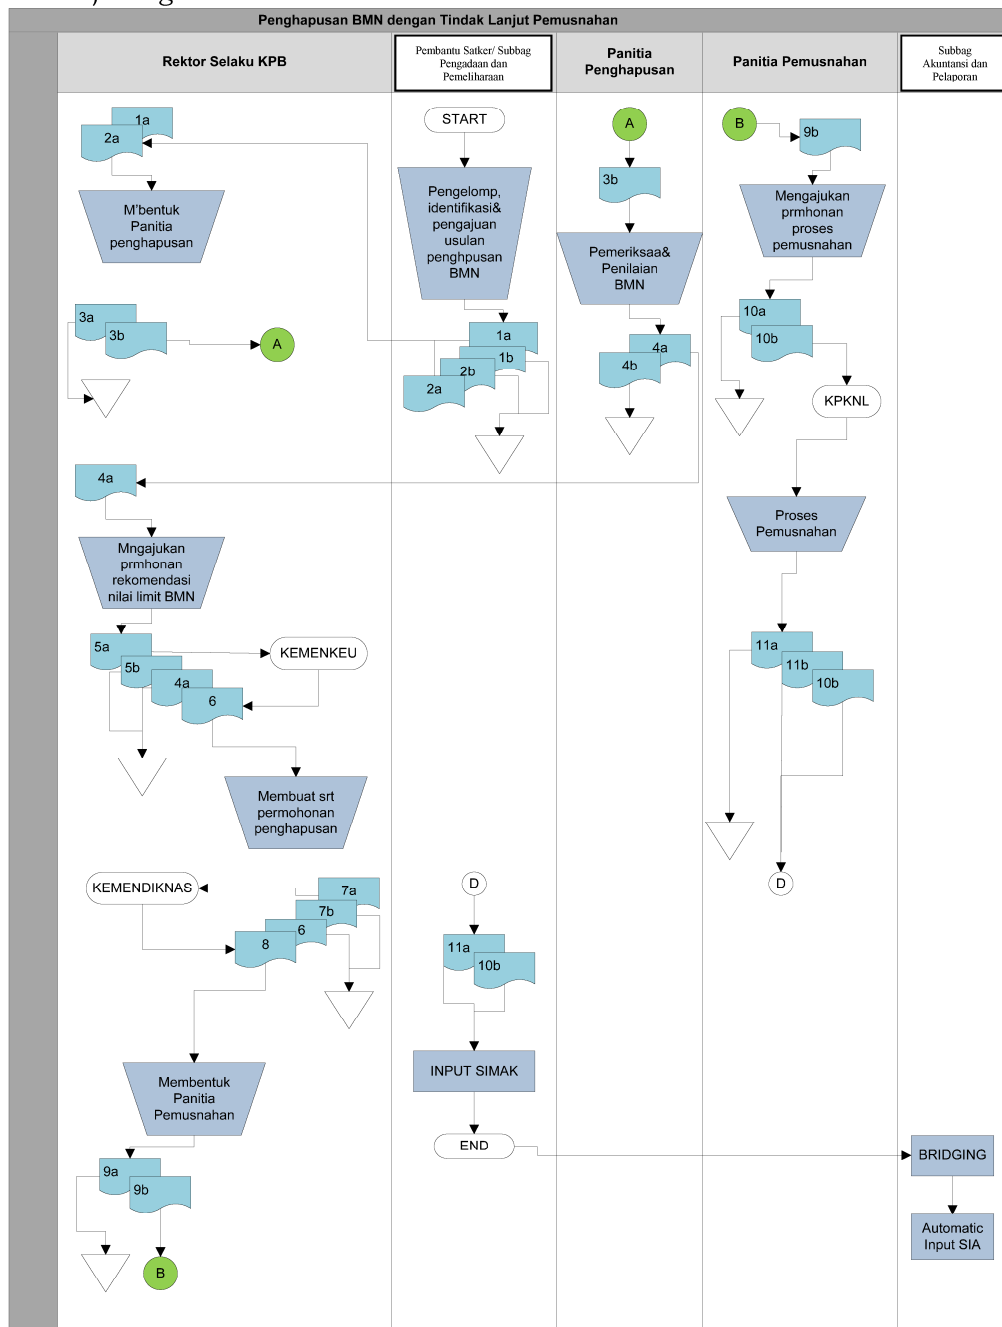 Penghapusan BMN dengan Tindak Lanjut Pemusnahan
Rektor Selaku KPB
Pembantu Satker/ Subbag
Pengadaan dan
Pemeliharaan
Panitia
Penghapusan
Panitia Pemusnahan
Subbag
Akuntansi dan
Pelaporan
1a
2a
M'bentuk
Panitia
penghapusan
3a
3b
A
4a
Mngajukan
prmhonan
rekomendasi
nilai limit BMN
5a
5b
4a
6
KEMENKEU
Membuat srt
permohonan
penghapusan
KEMENDIKNAS
7a
7b
6
8
Membentuk
Panitia
Pemusnahan
9a
9b
B
START
Pengelomp,
identifikasi&
pengajuan
usulan
penghpusan
BMN
1a
1b
2b
2a
D
11a
10b
INPUT SIMAK
END
A
3b
Pemeriksaa&
Penilaian
BMN
4a
4b
B
9b
Mengajukan
prmhonan
proses
pemusnahan
10a
10b
KPKNL
Proses
Pemusnahan
11a
11b
10b
D
BRIDGING
Automatic
Input SIA